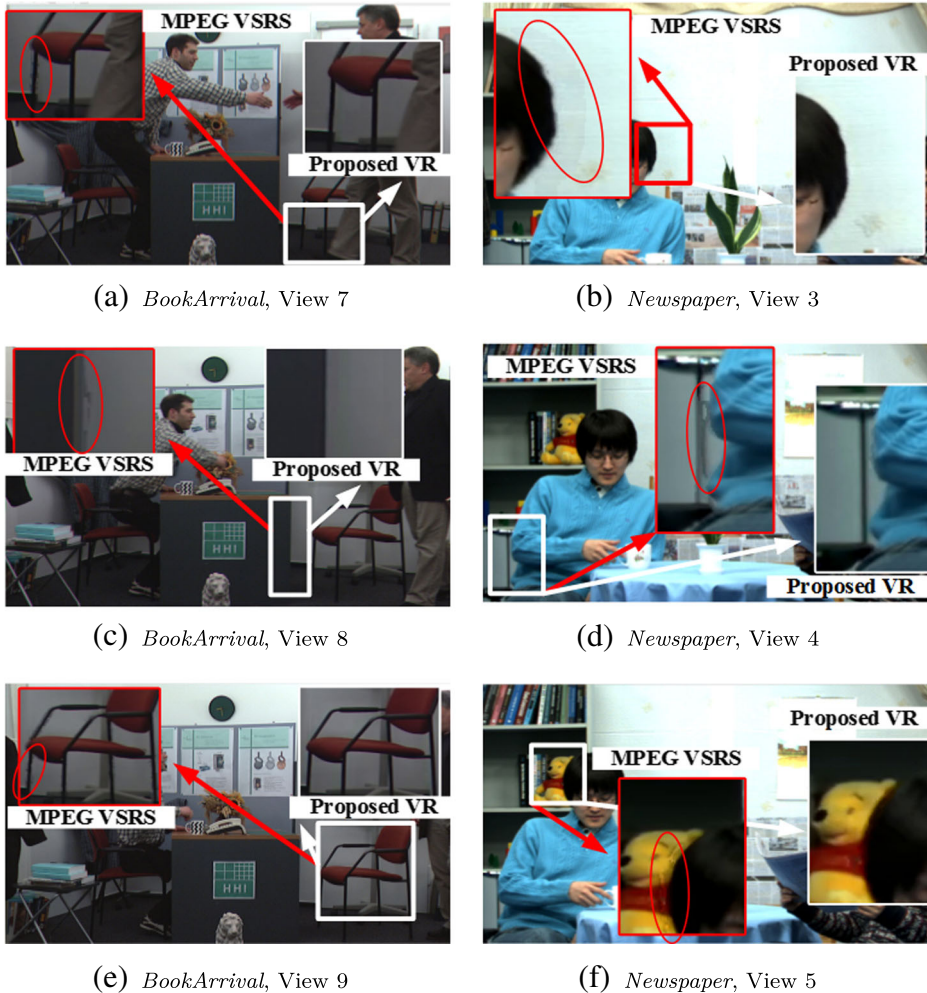 MPEG VSRS
Proposed VR
HHI
(a) BookArrival, View 7
MPEG VSRS
Proposed VR
(b) Newspaper, View 3
MPEG VSRS
Proposed VR
HHI
(c) BookArrival, View 8
MPEG VSRS
Proposed VR
(d) Newspaper, View 4
MPEG VSRS
Proposed VR
HHI
(e) BookArrival, View 9
Proposed VR
MPEG VSRS
(f) Newspaper, View 5